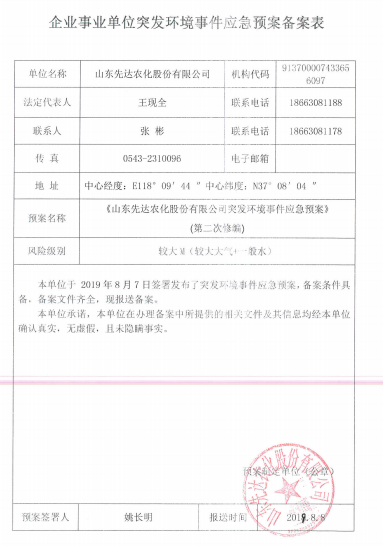 企业事业单位突发环境事件应急预案备案表
单位名称 山东先达农化股份有限公司 机构代码 913700007433656097
法定代表人 王现全 联系电话 18663081188
联系人 张 彬 联系电话 18663081178
传 真 0543-2310096 电子邮箱
地 址 中心经度：E118° 09′ 44 ″中心纬度：N37° 08′ 04 ″
预案名称 《山东先达农化股份有限公司突发环境事件应急预案》
(第二次修编)
风险级别 较大 M（较大大气+一般水）
本单位于 2019 年 8 月 7 日签署发布了突发环境事件应急预案，备案条件具
备，备案文件齐全，现报送备案。
本单位承诺，本单位在办理备案中所提供的相关文件及其信息均经本单位
确认真实，无虚假，且未隐瞒事实。
预案制定单位（公章）
山东先达农化股份有限公司
预案签署人 姚长明 报送时间 2019.8.8